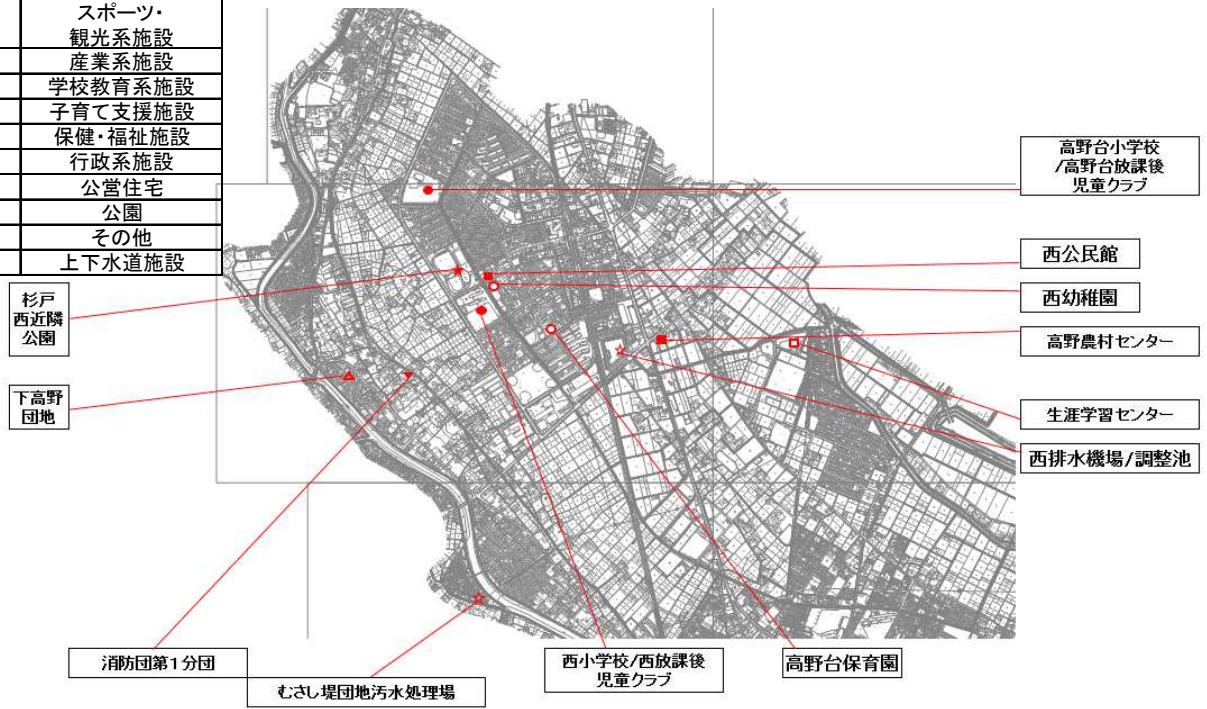 スポーツ・
観光系施設
産業系施設
学校教育系施設
子育て支援施設
保健・福祉施設
行政系施設
公営住宅
公園
その他
上下水道施設
杉戸
西近隣
公園
下高野
団地
高野台小学校
/高野台放課後
児童クラブ
西公民館
西幼稚園
高野農村センター
生涯学習センター
西排水機場/調整池
消防団第1分団
むさし堤団地汚水処理場
西小学校/西放課後
児童クラブ
高野台保育園